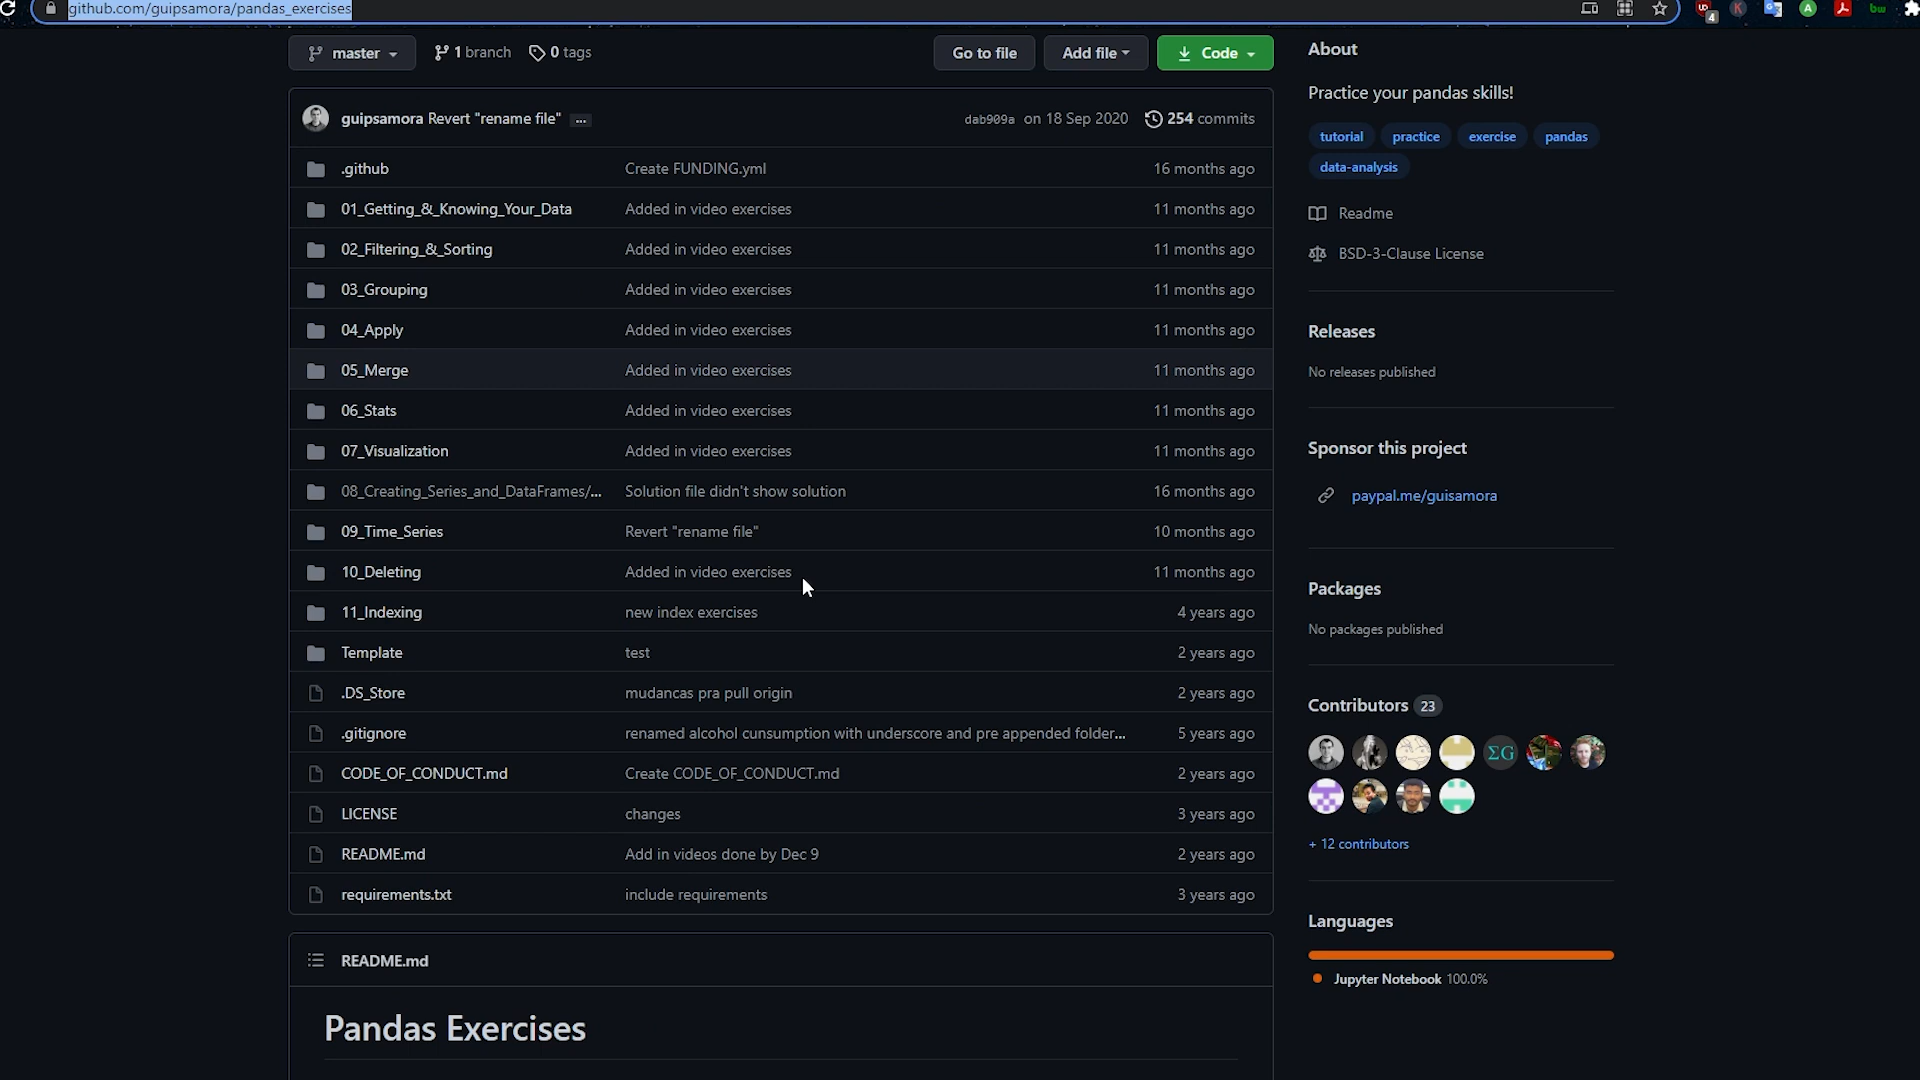 github.com/guipsamora/pandas_exercises
4
K
A
bw
master
1 branch
0 tags
Go to file
Add file
Code
About
Practice your pandas skills!
guipsamora Revert "rename file" ...
dab909a on 18 Sep 2020
254 commits
tutorial practice exercise pandas
data-analysis
.github Create FUNDING.yml 16 months ago
01_Getting_&_Knowing_Your_Data Added in video exercises 11 months ago
Readme
02_Filtering_&_Sorting Added in video exercises 11 months ago
BSD-3-Clause License
03_Grouping Added in video exercises 11 months ago
04_Apply Added in video exercises 11 months ago
Releases
05_Merge Added in video exercises 11 months ago
No releases published
06_Stats Added in video exercises 11 months ago
07_Visualization Added in video exercises 11 months ago
Sponsor this project
08_Creating_Series_and_DataFrames/... Solution file didn't show solution 16 months ago
paypal.me/guisamora
09_Time_Series Revert "rename file" 10 months ago
10_Deleting Added in video exercises 11 months ago
Packages
11_Indexing new index exercises 4 years ago
No packages published
Template test 2 years ago
.DS_Store mudancas pra pull origin 2 years ago
Contributors 23
.gitignore renamed alcohol cunsumption with underscore and pre appended folder... 5 years ago
ΣG
CODE_OF_CONDUCT.md Create CODE_OF_CONDUCT.md 2 years ago
LICENSE changes 3 years ago
+ 12 contributors
README.md Add in videos done by Dec 9 2 years ago
requirements.txt include requirements 3 years ago
Languages
README.md
Jupyter Notebook 100.0%
Pandas Exercises